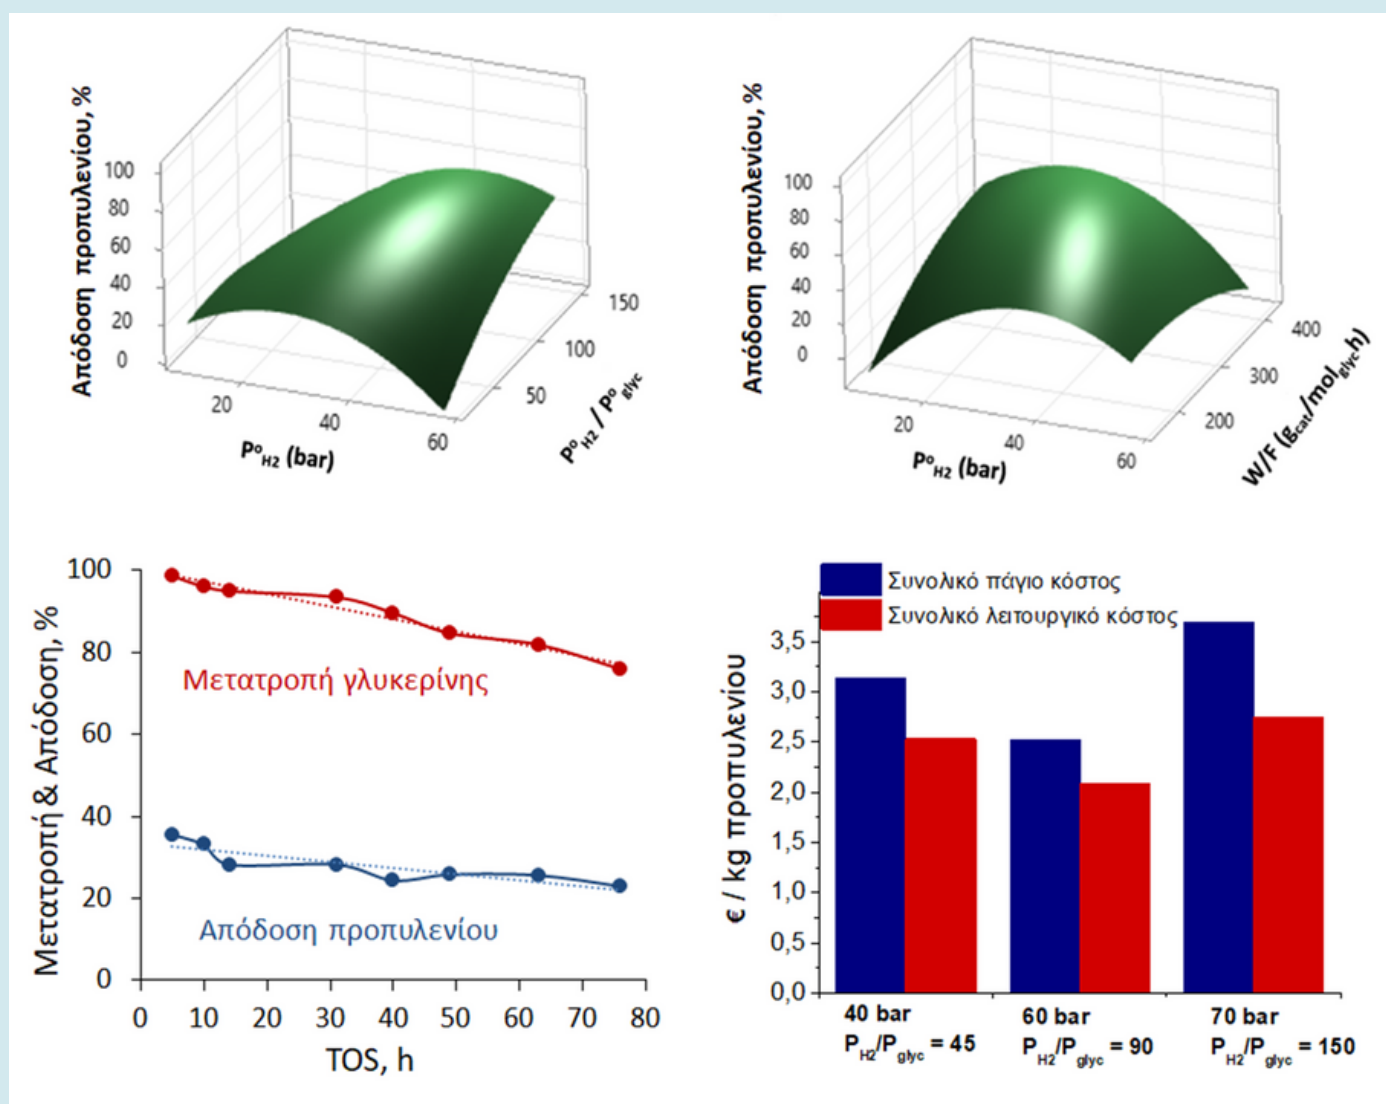 Απόδοση προπυλενίου, %
100
80
60
40
20
0
20
40
60
P°H2 (bar)
50
100
150
P°H2 / P°glyc
Απόδοση προπυλενίου, %
100
80
60
40
20
0
20
40
60
P°H2 (bar)
200
300
400
W/F (gcat/molglych)
Μετατροπή & Απόδοση, %
100
80
60
40
20
0
Μετατροπή γλυκερίνης
Απόδοση προπυλενίου
0 10 20 30 40 50 60 70 80
TOS, h
Συνολικό πάγιο κόστος
Συνολικό λειτουργικό κόστος
€ / kg προπυλενίου
3,5
3,0
2,5
2,0
1,5
1,0
0,5
0,0
40 bar 60 bar 70 bar
PH2/Pglyc = 45 PH2/Pglyc = 90 PH2/Pglyc = 150